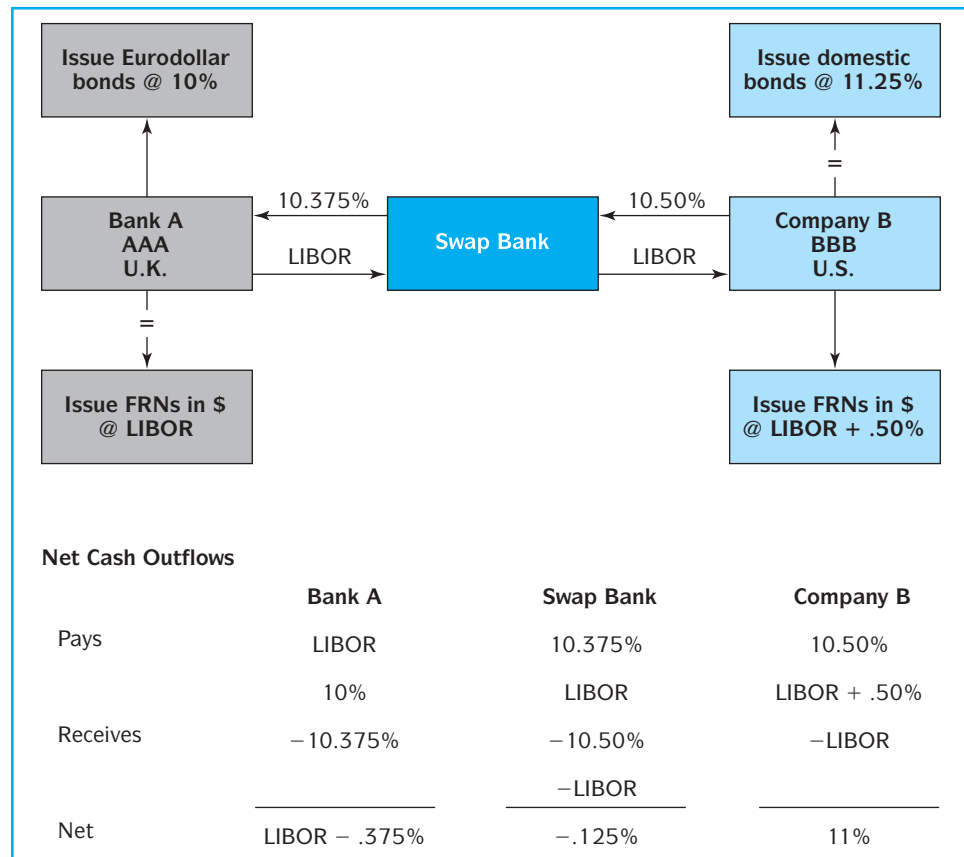 Issue Eurodollar
bonds @ 10%
Issue domestic
bonds @ 11.25%
=
Bank A
AAA
U.K.
10.375%
LIBOR
Swap Bank
10.50%
LIBOR
Company B
BBB
U.S.
=
Issue FRNs in $
@ LIBOR
Issue FRNs in $
@ LIBOR + .50%
Net Cash Outflows
Bank A Swap Bank Company B
Pays LIBOR 10.375% 10.50%
10% LIBOR LIBOR + .50%
Receives −10.375% −10.50% −LIBOR
−LIBOR
Net LIBOR − .375% −.125% 11%